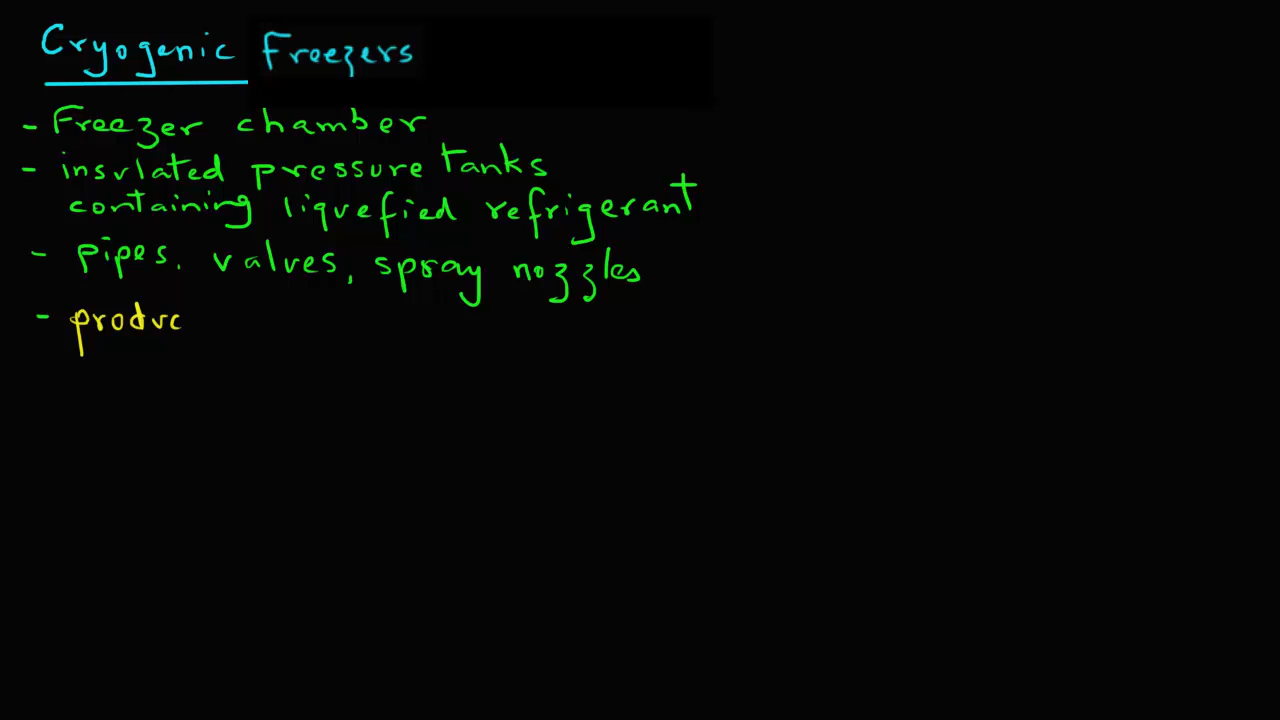 Cryogenic Freezers
- Freezer chamber
- insulated pressure tanks
containing liquefied refrigerant
- pipes, valves, spray nozzles
- produc